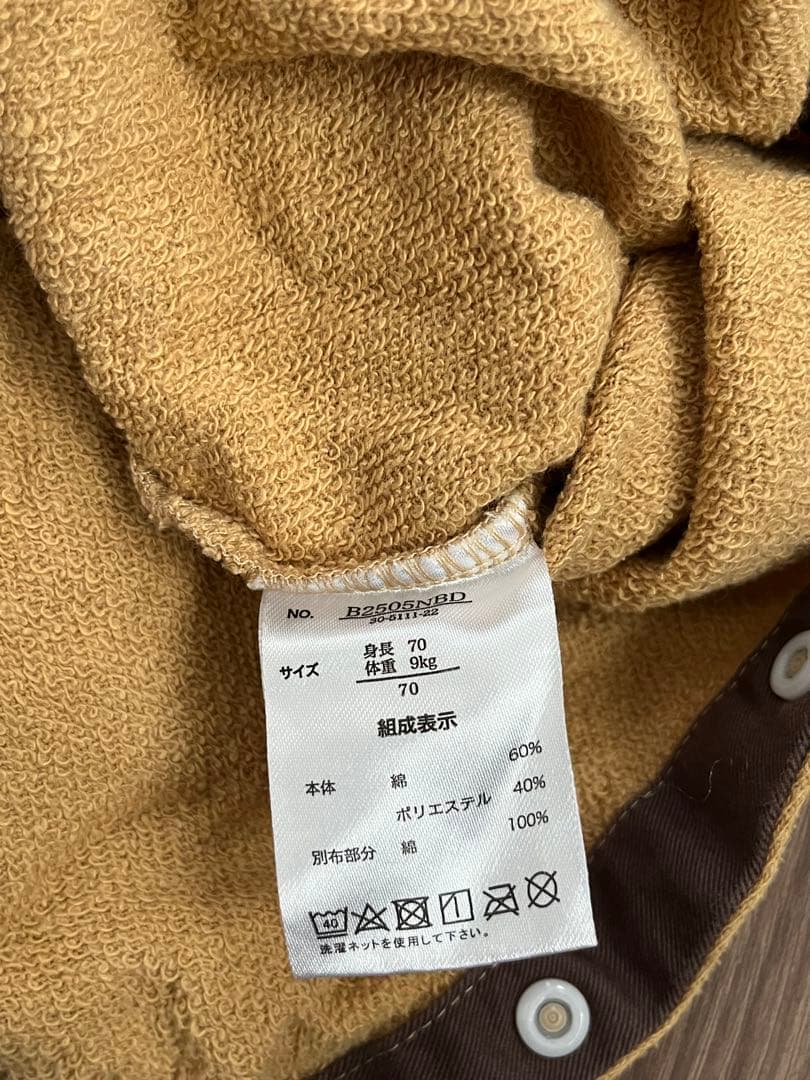 NO. B2505NBD
30-5111-22
サイズ 身長 70
体重 9kg
70
組成表示
本体 綿 60%
ポリエステル 40%
別布部分 綿 100%
40
洗濯ネットを使用して下さい。